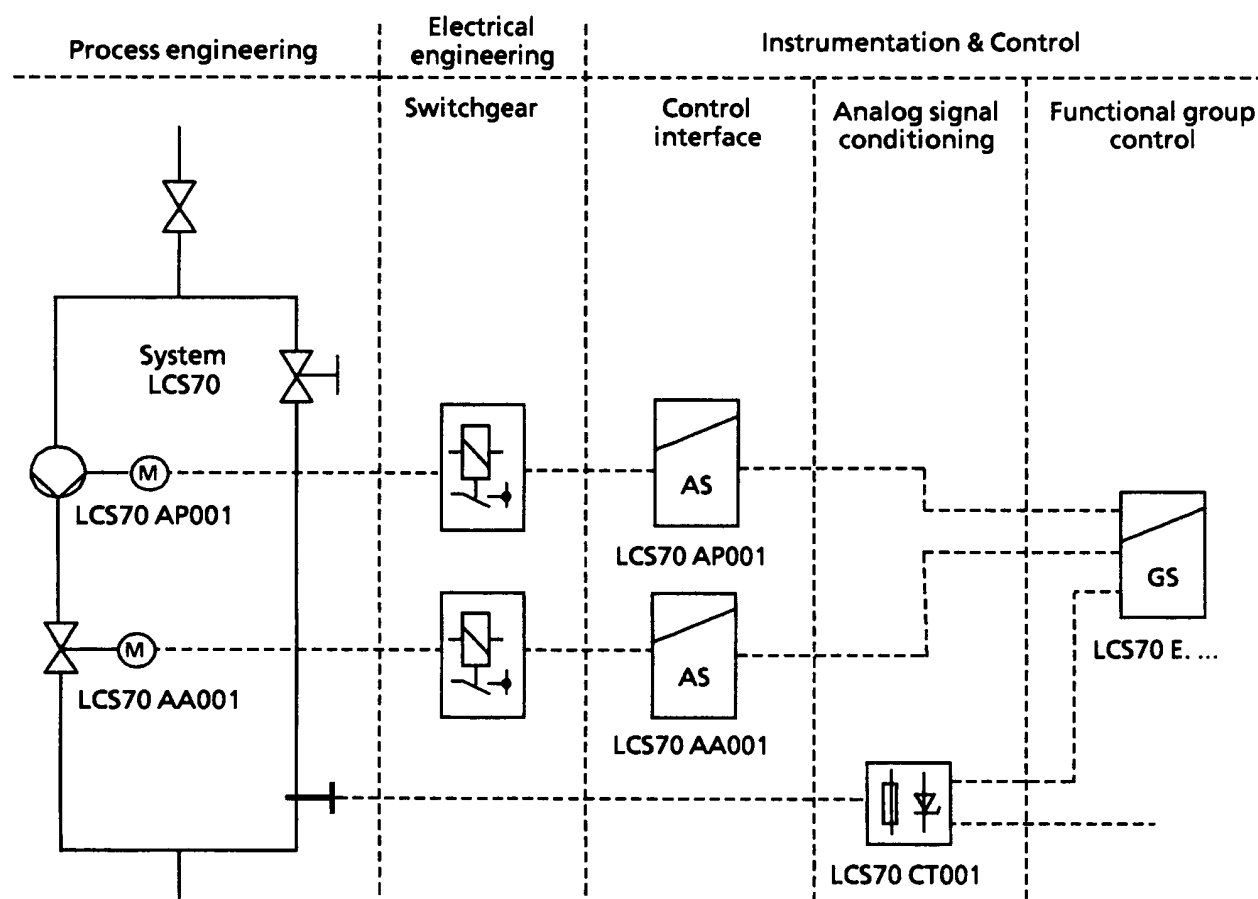 Process engineering
Electrical
engineering
Instrumentation & Control
Switchgear
Control
interface
Analog signal
conditioning
Functional group
control
System
LCS70
M
LCS70 AP001
AS
LCS70 AP001
GS
LCS70 E. ...
M
LCS70 AA001
AS
LCS70 AA001
LCS70 CT001